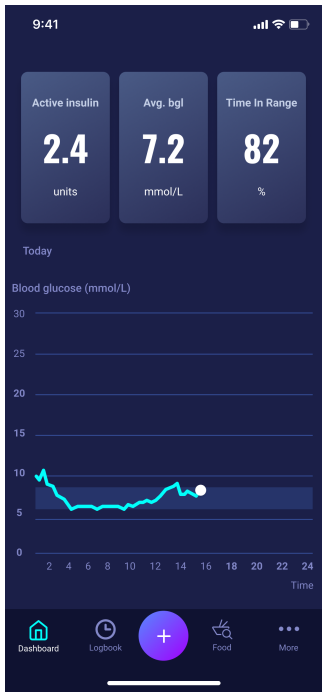 9:41
Active insulin
2.4
units
Avg. bgl
7.2
mmol/L
Time In Range
82
%
Today
Blood glucose (mmol/L)
30
25
20
15
10
5
0
2 4 6 8 10 12 14 16 18 20 22 24
Time
Dashboard
Logbook
+
Food
More